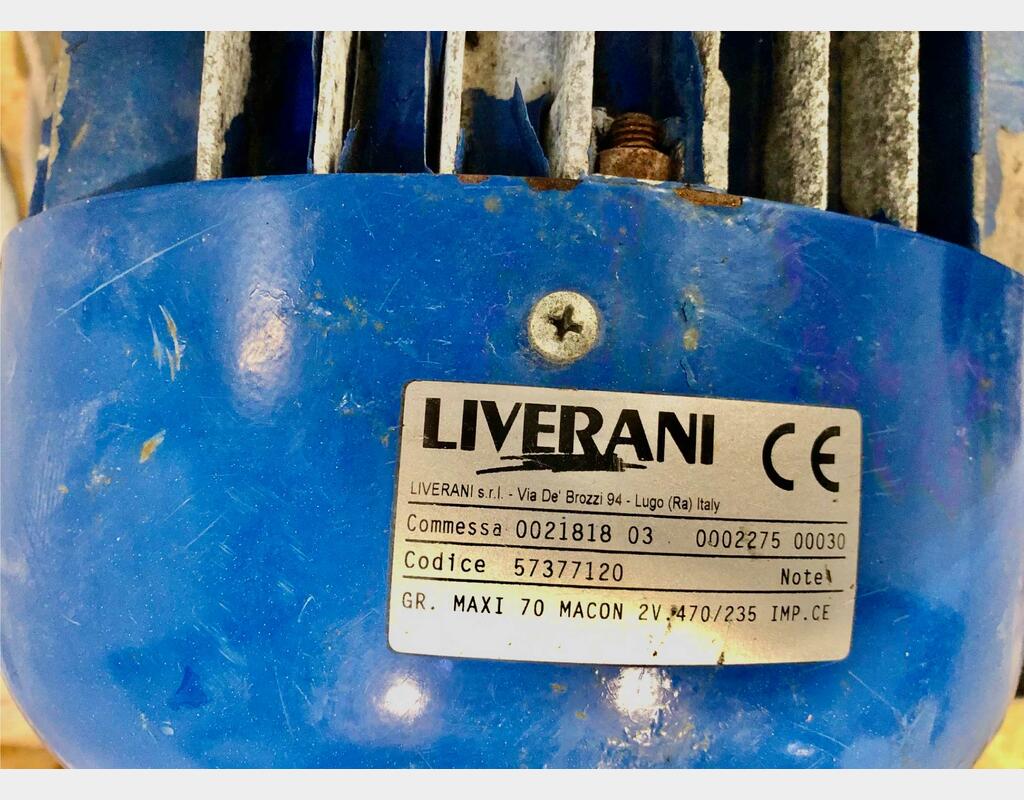 LIVERANI CE
LIVERANI s.r.l. - Via De' Brozzi 94 - Lugo (Ra) Italy
Commessa 0021818 03 0002275 00030
Codice 57377120 Note
GR. MAXI 70 MACON 2V.470/235 IMP.CE